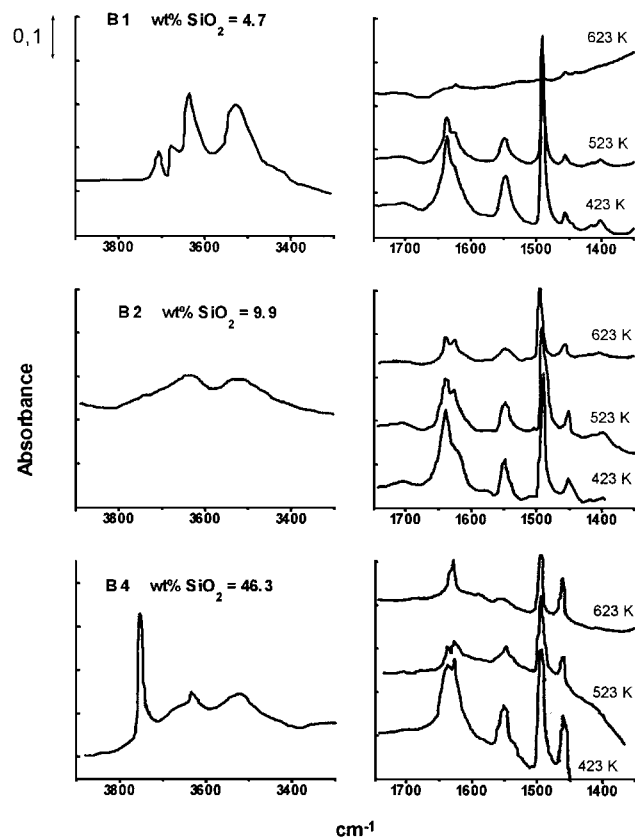 0,1
B 1 wt% SiO2 = 4.7
623 K
523 K
423 K
3800 3600 3400
1700 1600 1500 1400
B2 wt% SiO2 = 9.9
623 K
523 K
423 K
Absorbance
3800 3600 3400
1700 1600 1500 1400
B4 wt% SiO2 = 46.3
623 K
523 K
423 K
3800 3600 3400
1700 1600 1500 1400
cm-1